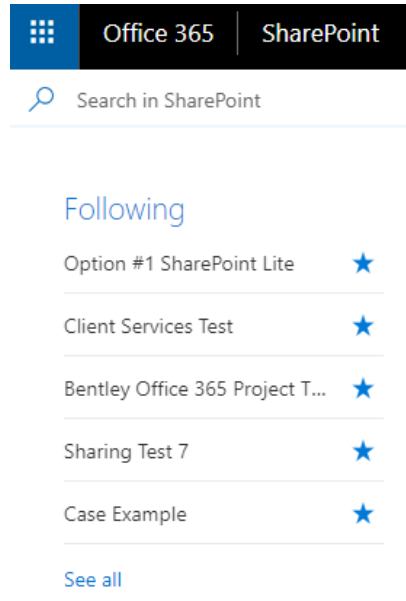 Office 365 SharePoint
Search in SharePoint
Following
Option #1 SharePoint Lite
Client Services Test
Bentley Office 365 Project T...
Sharing Test 7
Case Example
See all